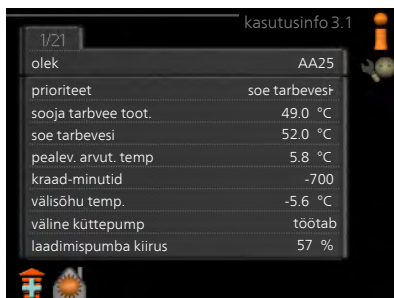 kasutusinfo 3.1
1/21
olek AA25
prioriteet soe tarbevesi
sooja tarbvee toot. 49.0 °C
soe tarbevesi 52.0 °C
pealev. arvut. temp 5.8 °C
kraad-minutid -700
välisõhu temp. -5.6 °C
väline küttepump töötab
laadimispumba kiirus 57 %